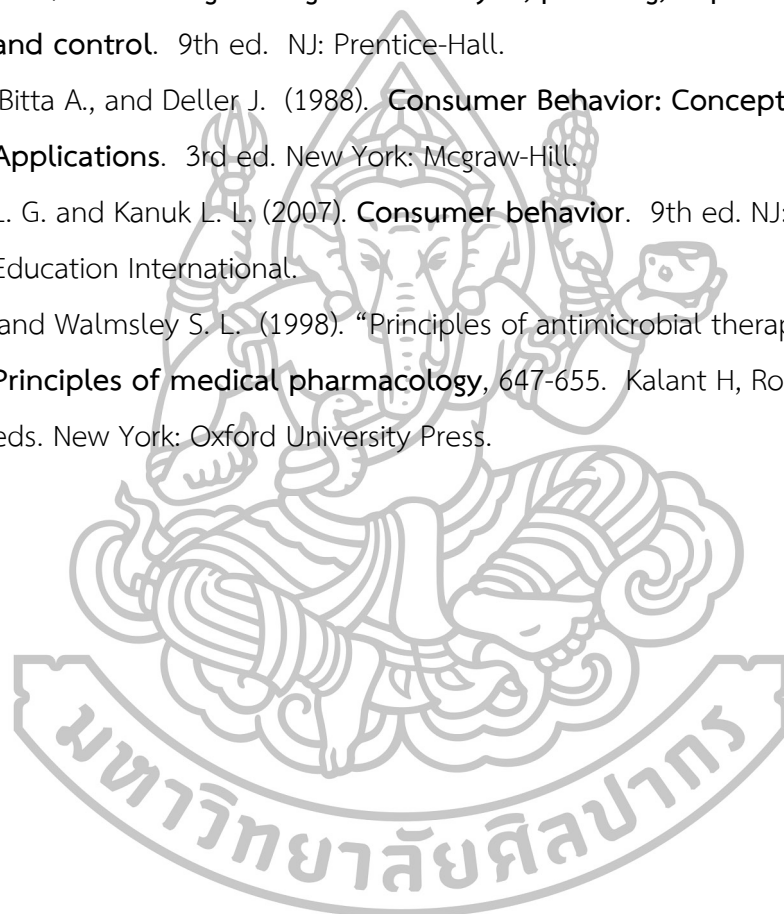 and control. 9th ed. NJ: Prentice-Hall.
Bitta A., and Deller J. (1988). Consumer Behavior: Concept
Applications. 3rd ed. New York: Mcgraw-Hill.
L. G. and Kanuk L. L. (2007). Consumer behavior. 9th ed. NJ:
Education International.
and Walmsley S. L. (1998). “Principles of antimicrobial therap
Principles of medical pharmacology, 647-655. Kalant H, Ro
eds. New York: Oxford University Press.
มหาวิทยาลัยศิลปากร